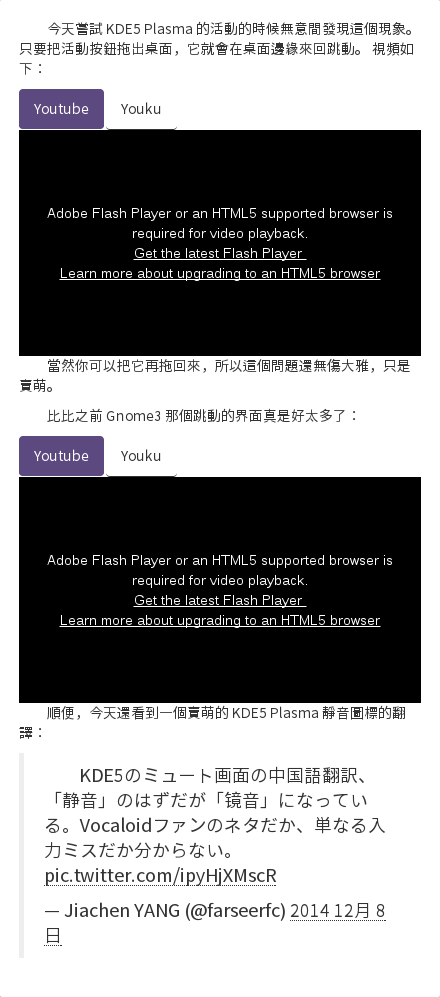 今天嘗試 KDE5 Plasma 的活動的時候無意間發現這個現象。
只要把活動按鈕拖出桌面，它就會在桌面邊緣來回跳動。 視頻如
下：
Youtube Youku
Adobe Flash Player or an HTML5 supported browser is
required for video playback.
Get the latest Flash Player
Learn more about upgrading to an HTML5 browser
當然你可以把它再拖回來，所以這個問題還無傷大雅，只是
賣萌。
比比之前 Gnome3 那個跳動的界面真是好太多了：
Youtube Youku
Adobe Flash Player or an HTML5 supported browser is
required for video playback.
Get the latest Flash Player
Learn more about upgrading to an HTML5 browser
順便，今天還看到一個賣萌的 KDE5 Plasma 靜音圖標的翻
譯：
KDE5のミュート画面の中国語翻訳、
「静音」のはずだが「镜音」になってい
る。Vocaloidファンのネタだか、単なる入
力ミスだか分からない。
pic.twitter.com/ipyHjXMscR
— Jiachen YANG (@farseerfc) 2014 12月 8
日